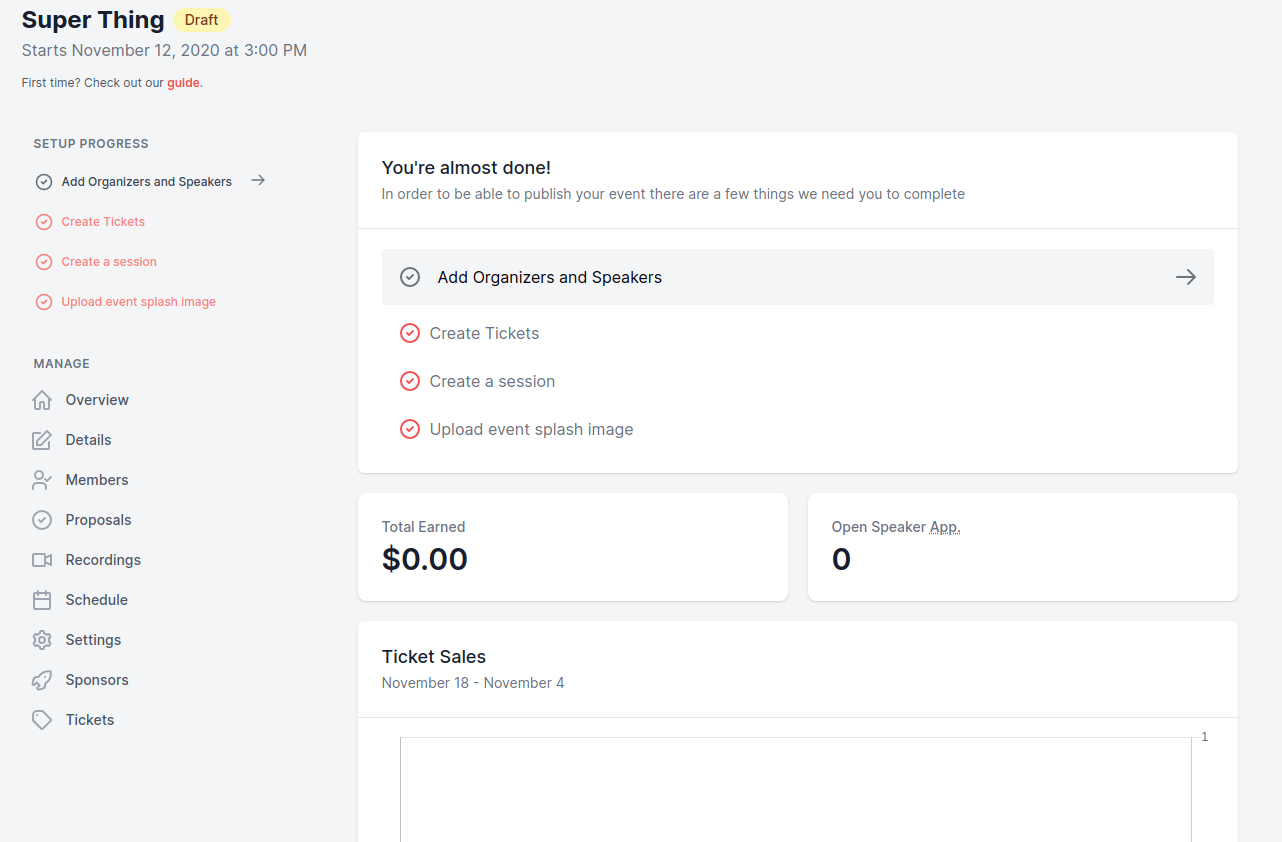 Super Thing Draft
Starts November 12, 2020 at 3:00 PM
First time? Check out our guide.
SETUP PROGRESS
Add Organizers and Speakers
Create Tickets
Create a session
Upload event splash image
MANAGE
Overview
Details
Members
Proposals
Recordings
Schedule
Settings
Sponsors
Tickets
You're almost done!
In order to be able to publish your event there are a few things we need you to complete
Add Organizers and Speakers
Create Tickets
Create a session
Upload event splash image
Total Earned
$0.00
Open Speaker App.
0
Ticket Sales
November 18 - November 4
1